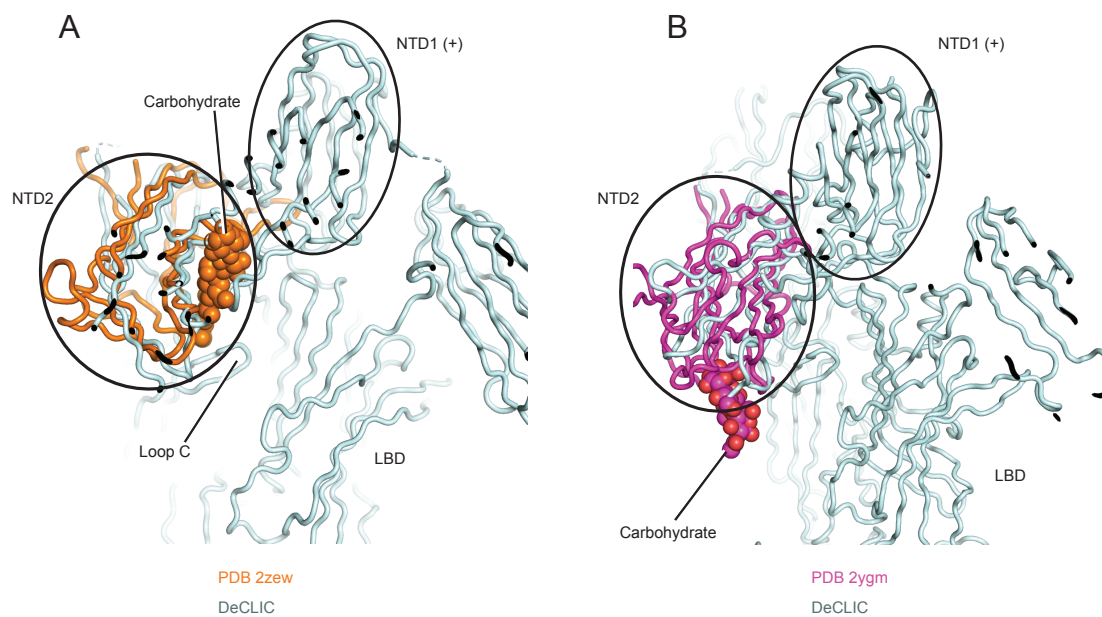 A
NTD1 (+)
Carbohydrate
NTD2
Loop C
LBD
PDB 2zew
DeCLIC
B
NTD1 (+)
NTD2
LBD
Carbohydrate
PDB 2ygm
DeCLIC